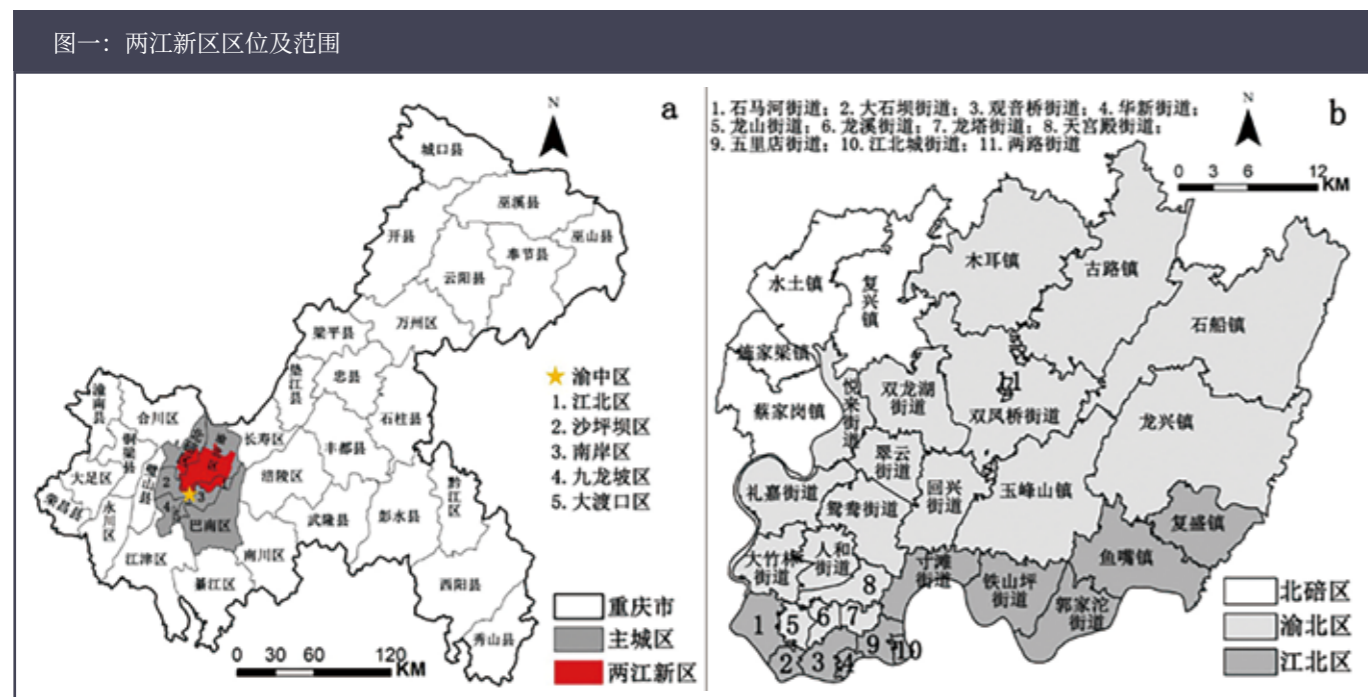 图一：两江新区区位及范围
N
a
城口县
巫溪县
开县
巫山县
奉节县
云阳县
万州区
梁平县
忠县
垫江县
石柱县
潼南县
合川区
长寿区
铜梁县
丰都县
大足区
璧山县
涪陵区
黔江区
荣昌县
永川区
巴南区
武隆县
彭水县
江津区
南川区
綦江区
酉阳县
秀山县
2
3
4
区
渝中区
1.江北区
2.沙坪坝区
3.南岸区
4.九龙坡区
5.大渡口区
重庆市
主城区
两江新区
0 30 60 120
KM
1.石马河街道；2.大石坝街道；3.观音桥街道；4.华新街道；
5.龙山街道；6.龙溪街道；7.龙塔街道；8.天宫殿街道；
9.五里店街道；10.江北城街道；11.两路街道
N
b
0 3 6 12
KM
木耳镇
古路镇
水土镇
复兴镇
石船镇
施家梁镇
悦来街道
双龙湖
街道
11
双凤桥街道
蔡家岗镇
龙兴镇
翠云
街道
礼嘉街道
回兴
街道
玉峰山镇
鸳鸯街道
复盛镇
鱼嘴镇
大竹林
街道
人和
街道
寸滩
街道
铁山坪
街道
郭家沱
街道
8
1
5
6
7
9
10
2
3
4
北碚区
渝北区
江北区